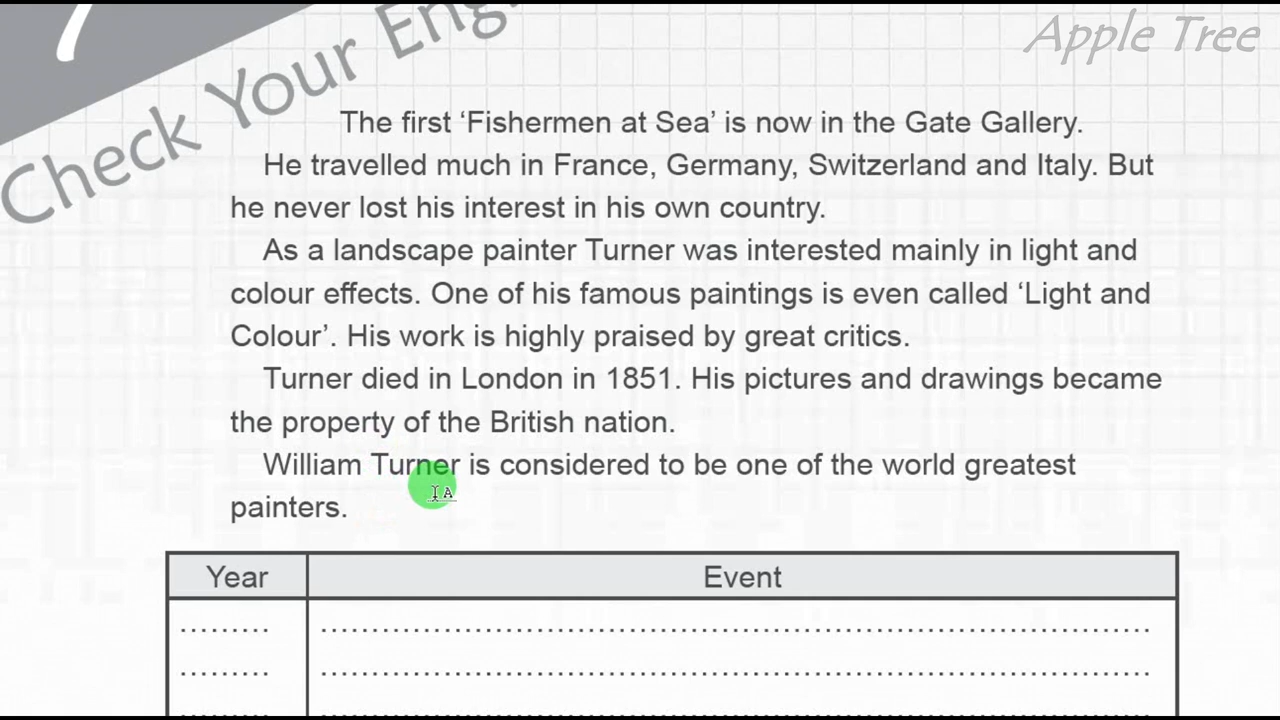 7
Apple Tree
Check Your Eng
The first ‘Fishermen at Sea’ is now in the Gate Gallery.
He travelled much in France, Germany, Switzerland and Italy. But
he never lost his interest in his own country.
As a landscape painter Turner was interested mainly in light and
colour effects. One of his famous paintings is even called ‘Light and
Colour’. His work is highly praised by great critics.
Turner died in London in 1851. His pictures and drawings became
the property of the British nation.
William Turner is considered to be one of the world greatest
painters.
Year Event
......... ................................................................................
......... ................................................................................